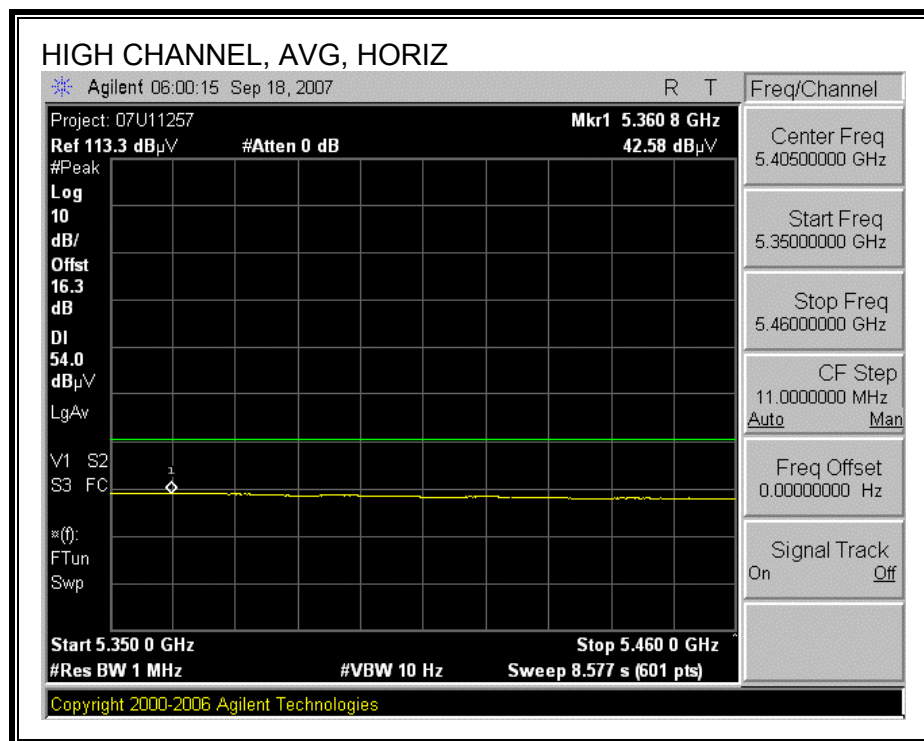 HIGH CHANNEL, AVG, HORIZ
Agilent 06:00:15 Sep 18, 2007 R T
Project: 07U11257 Mkr1 5.360 8 GHz
Ref 113.3 dBµV #Atten 0 dB 42.58 dBµV
#Peak
Log
10
dB/
Offst
16.3
dB
DI
54.0
dBµV
LgAv
V1 S2
S3 FC
1
¤(f):
FTun
Swp
Start 5.350 0 GHz Stop 5.460 0 GHz
#Res BW 1 MHz #VBW 10 Hz Sweep 8.577 s (601 pts)
Copyright 2000-2006 Agilent Technologies
Freq/Channel
Center Freq
5.40500000 GHz
Start Freq
5.35000000 GHz
Stop Freq
5.46000000 GHz
CF Step
11.0000000 MHz
Auto Man
Freq Offset
0.00000000 Hz
Signal Track
On Off